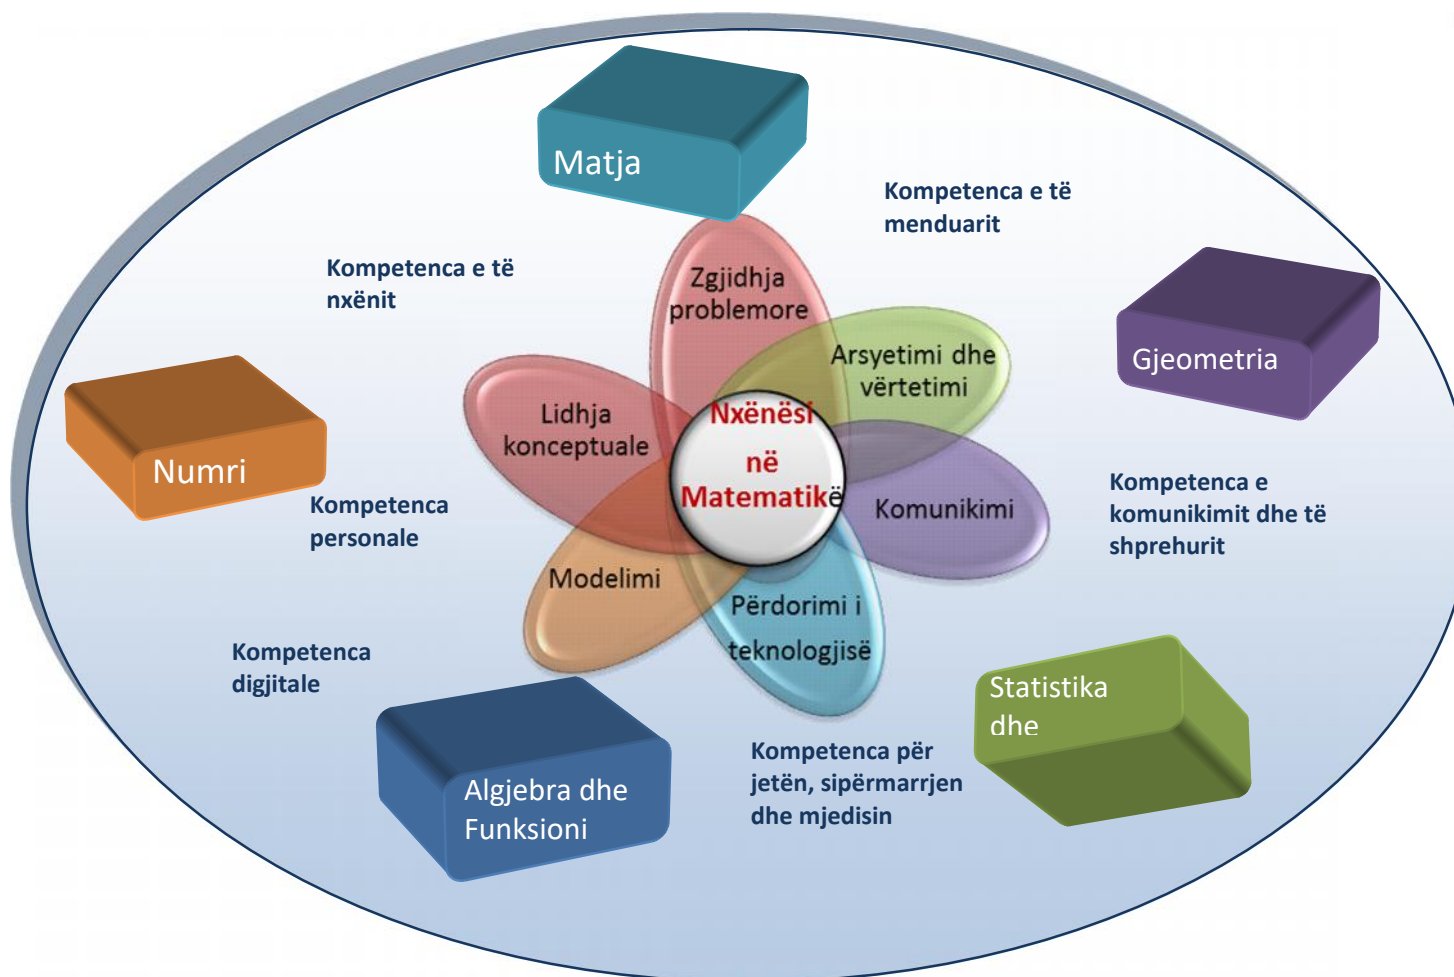 Matja
Kompetenca e të
menduarit
Kompetenca e të
nxënit
Zgjidhja
problemore
Arsyetimi dhe
vërtetimi
Gjeometria
Lidhja
konceptuale
Nxënësi
në
Matematikë
Numri
Kompetenca
personale
Komunikimi
Kompetenca e
komunikimit dhe të
shprehurit
Modelimi
Përdorimi i
teknologjisë
Kompetenca
digjitale
Statistika
dhe
Algjebra dhe
Funksioni
Kompetenca për
jetën, sipërmarrjen
dhe mjedisin